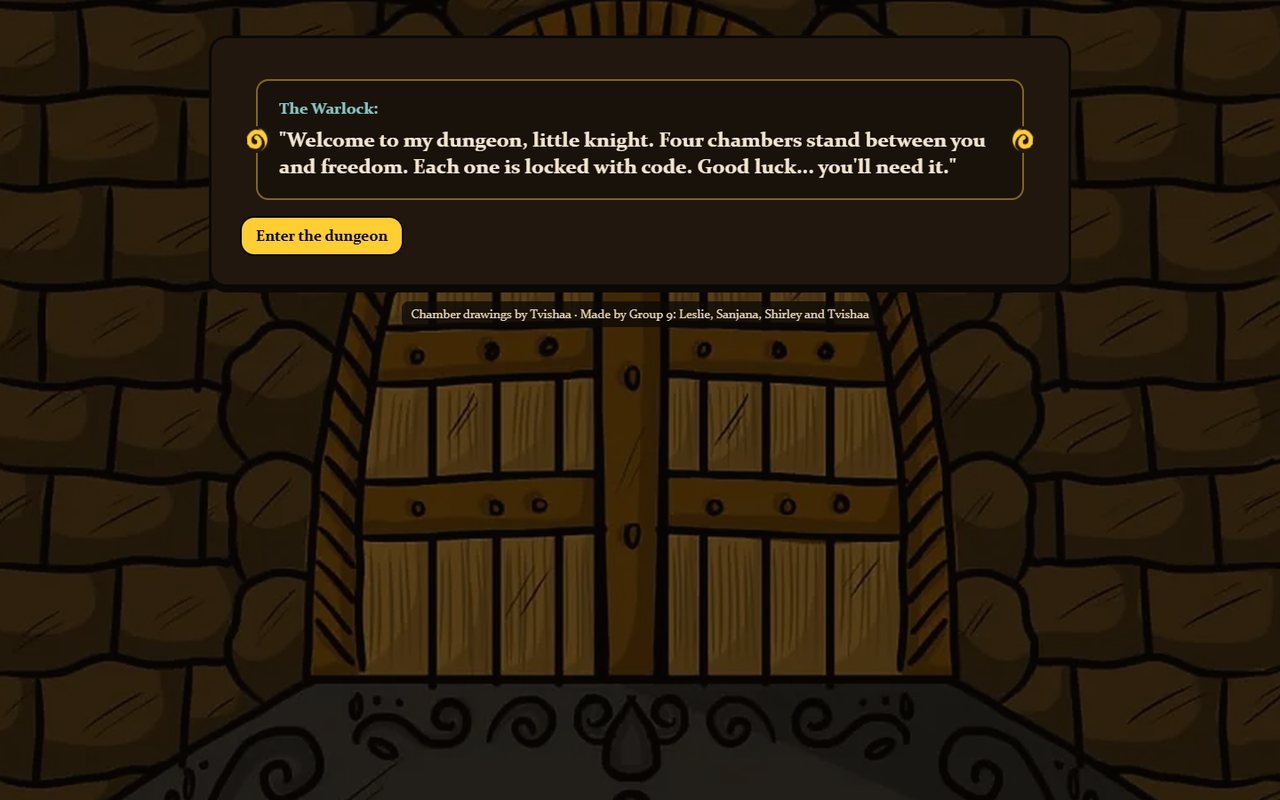 The Warlock:
"Welcome to my dungeon, little knight. Four chambers stand between you
and freedom. Each one is locked with code. Good luck... you'll need it."
Enter the dungeon
Chamber drawings by Tvishaa · Made by Group 9: Leslie, Sanjana, Shirley and Tvishaa